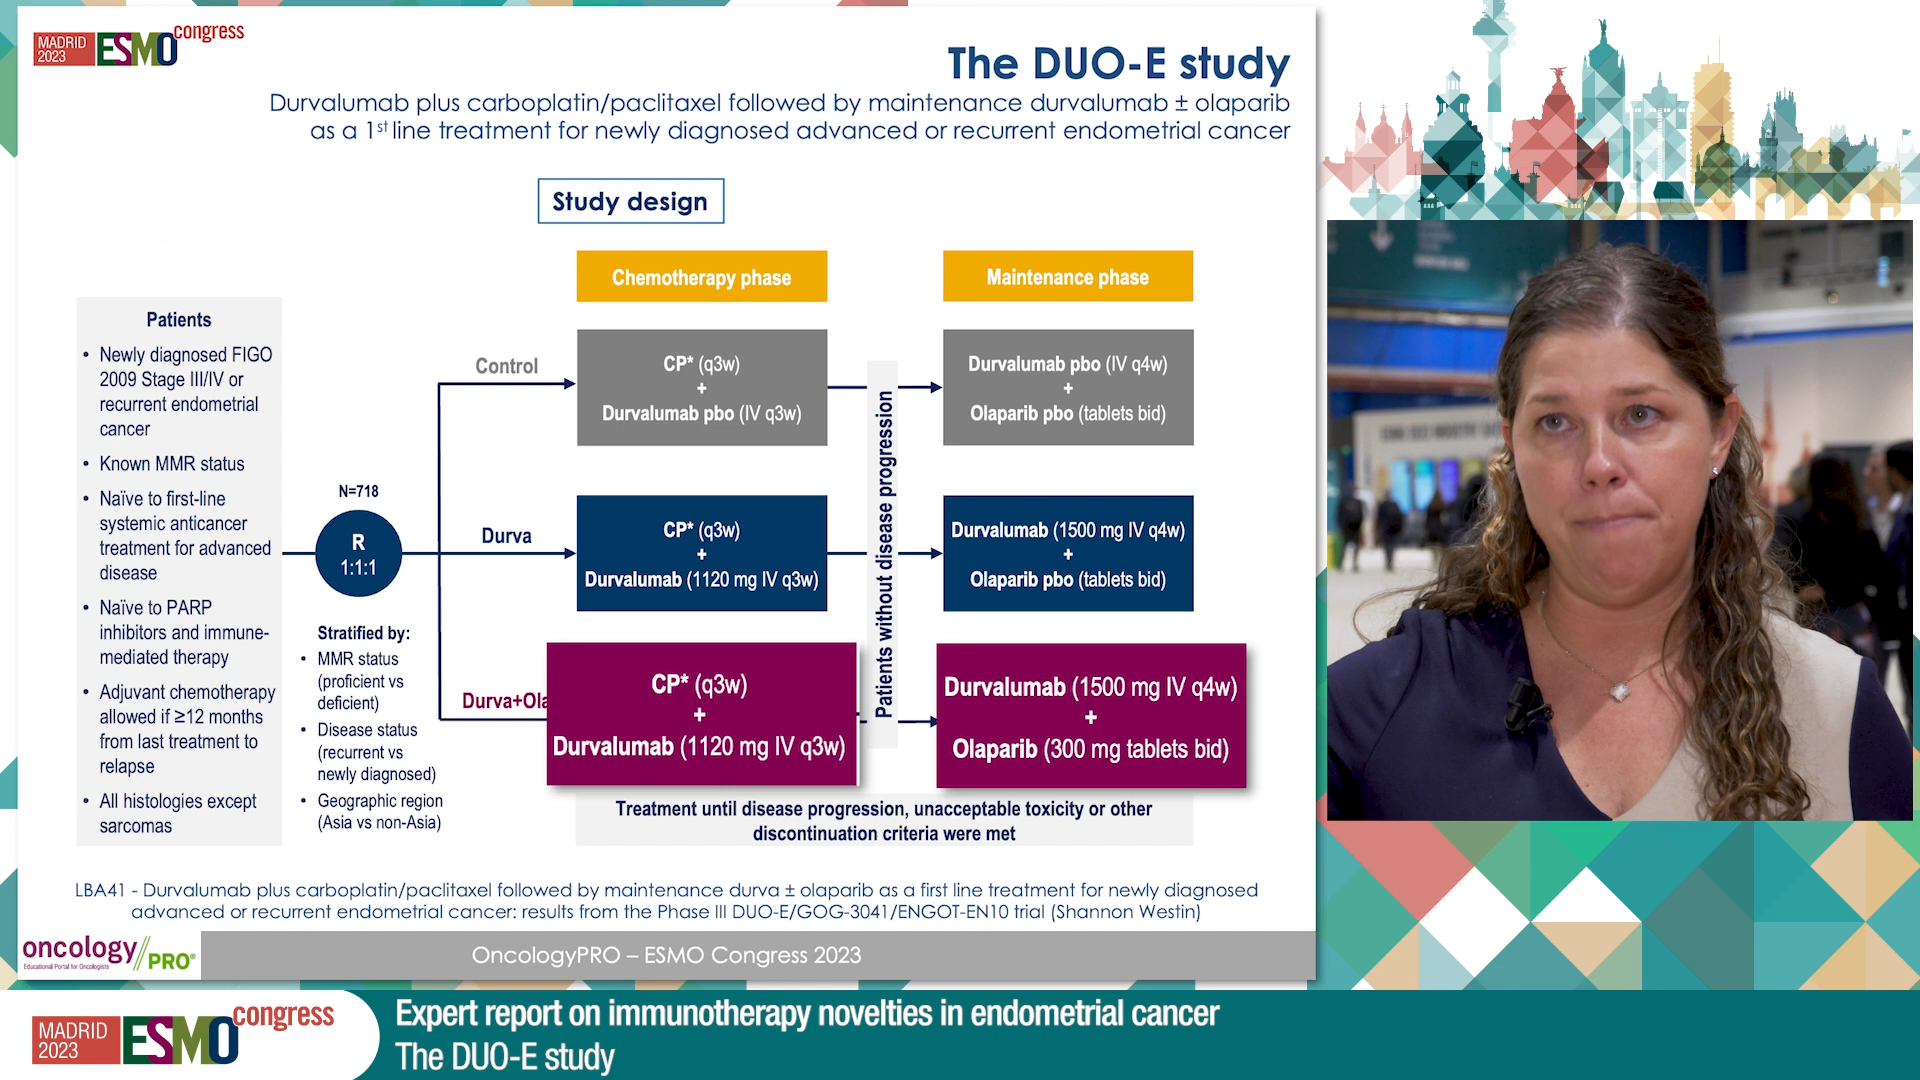 MADRID
2023
ESMO congress
The DUO-E study
Durvalumab plus carboplatin/paclitaxel followed by maintenance durvalumab ± olaparib
as a 1st line treatment for newly diagnosed advanced or recurrent endometrial cancer
Study design
Chemotherapy phase
Maintenance phase
Patients
• Newly diagnosed FIGO
2009 Stage III/IV or
recurrent endometrial
cancer
• Known MMR status
• Naïve to first-line
systemic anticancer
treatment for advanced
disease
• Naïve to PARP
inhibitors and immune-
mediated therapy
• Adjuvant chemotherapy
allowed if ≥12 months
from last treatment to
relapse
• All histologies except
sarcomas
N=718
R
1:1:1
Stratified by:
• MMR status
(proficient vs
deficient)
• Disease status
(recurrent vs
newly diagnosed)
• Geographic region
(Asia vs non-Asia)
Control
CP* (q3w)
+
Durvalumab pbo (IV q3w)
Durvalumab pbo (IV q4w)
+
Olaparib pbo (tablets bid)
Durva
CP* (q3w)
+
Durvalumab (1120 mg IV q3w)
Durvalumab (1500 mg IV q4w)
+
Olaparib pbo (tablets bid)
Durva+Ola
CP* (q3w)
+
Durvalumab (1120 mg IV q3w)
Durvalumab (1500 mg IV q4w)
+
Olaparib (300 mg tablets bid)
Patients without disease progression
Treatment until disease progression, unacceptable toxicity or other
discontinuation criteria were met
LBA41 - Durvalumab plus carboplatin/paclitaxel followed by maintenance durva ± olaparib as a first line treatment for newly diagnosed
advanced or recurrent endometrial cancer: results from the Phase III DUO-E/GOG-3041/ENGOT-EN10 trial (Shannon Westin)
oncology//PRO®
Educational Portal for Oncologists
OncologyPRO – ESMO Congress 2023
MADRID
2023
ESMO congress
Expert report on immunotherapy novelties in endometrial cancer
The DUO-E study